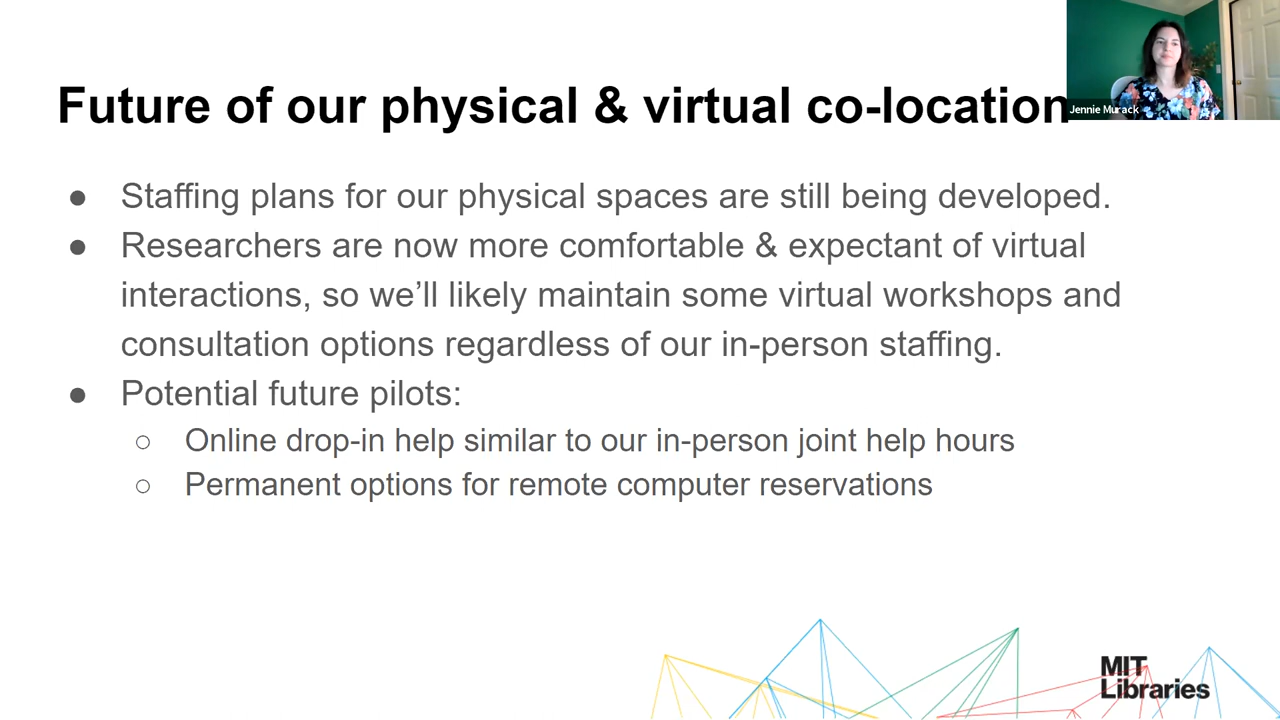 Future of our physical & virtual co-location
Jennie Murack
● Staffing plans for our physical spaces are still being developed.
● Researchers are now more comfortable & expectant of virtual
interactions, so we’ll likely maintain some virtual workshops and
consultation options regardless of our in-person staffing.
● Potential future pilots:
○ Online drop-in help similar to our in-person joint help hours
○ Permanent options for remote computer reservations
MIT
Libraries